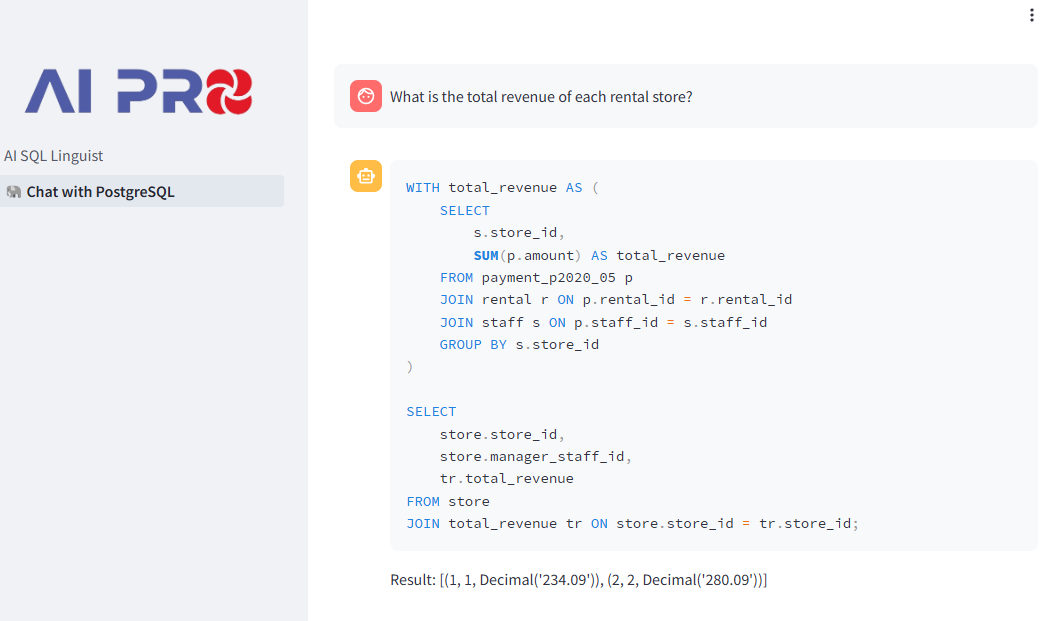 AI PRO
AI SQL Linguist
Chat with PostgreSQL
What is the total revenue of each rental store?
WITH total_revenue AS (
    SELECT
        s.store_id,
        SUM(p.amount) AS total_revenue
    FROM payment_p2020_05 p
    JOIN rental r ON p.rental_id = r.rental_id
    JOIN staff s ON p.staff_id = s.staff_id
    GROUP BY s.store_id
)
SELECT
    store.store_id,
    store.manager_staff_id,
    tr.total_revenue
FROM store
JOIN total_revenue tr ON store.store_id = tr.store_id;
Result: [(1, 1, Decimal('234.09')), (2, 2, Decimal('280.09'))]